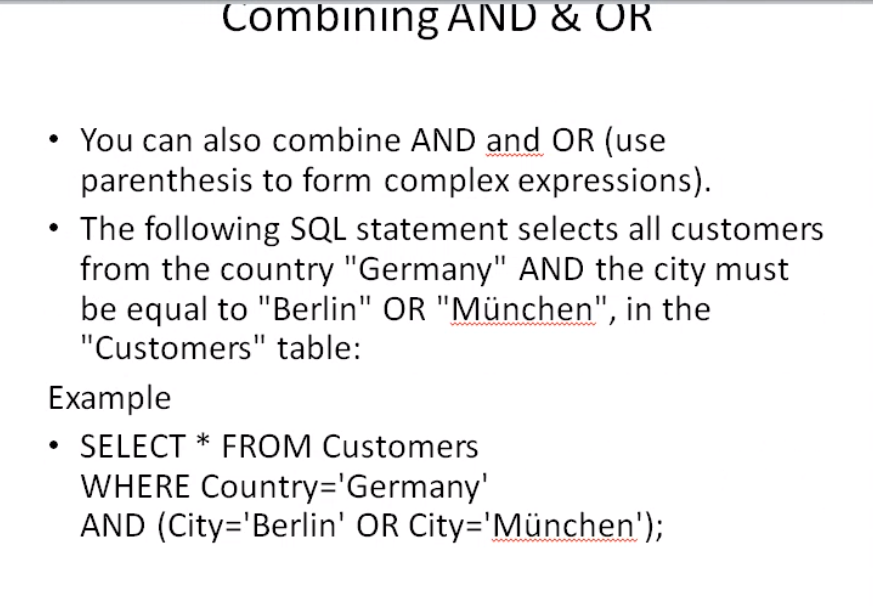 Combining AND & OR
• You can also combine AND and OR (use
parenthesis to form complex expressions).
• The following SQL statement selects all customers
from the country "Germany" AND the city must
be equal to "Berlin" OR "München", in the
"Customers" table:
Example
• SELECT * FROM Customers
WHERE Country='Germany'
AND (City='Berlin' OR City='München');